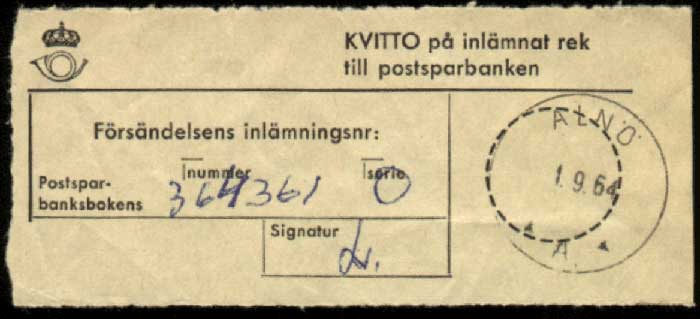 KVITTO på inlämnat rek
till postsparbanken
Försändelsens inlämningsnr:
nummer serie
Postspar-
banksbokens 364361 O
Signatur
ALNÖ
1.9.64
A